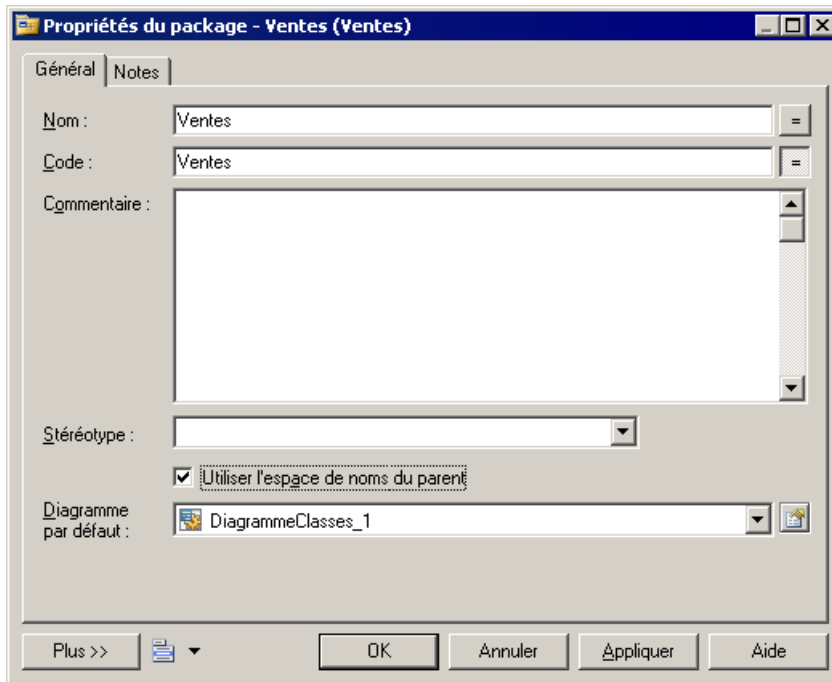 Propriétés du package - Ventes (Ventes)
Général Notes
Nom : Ventes =
Code : Ventes =
Commentaire :
Stéréotype :
Utiliser l'espace de noms du parent
Diagramme
par défaut : DiagrammeClasses_1
Plus >> OK Annuler Appliquer Aide